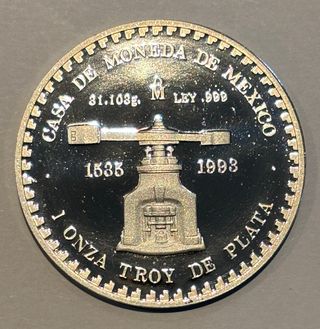 CASA DE MONEDA DE MEXICO
31.103g. LEY .999
1535 1993
1 ONZA TROY DE PLATA